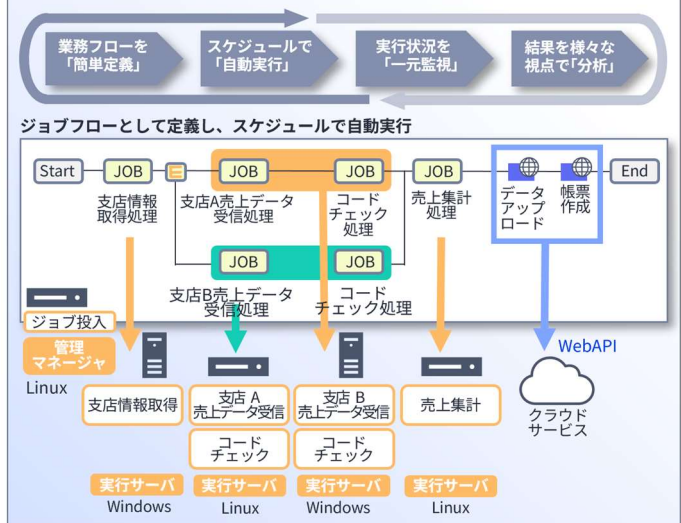 業務フローを
「簡単定義」
スケジュールで
「自動実行」
実行状況を
「一元監視」
結果を様々な
視点で「分析」
ジョブフローとして定義し、スケジュールで自動実行
Start
JOB
E
JOB
JOB
JOB
End
支店情報
取得処理
支店A売上データ
受信処理
コード
チェック
処理
売上集計
処理
データ
アップ
ロード
帳票
作成
JOB
JOB
支店B売上データ
受信処理
コード
チェック処理
ジョブ投入
管理
マネージャ
Linux
WebAPI
クラウド
サービス
支店情報取得
支店 A
売上データ受信
支店 B
売上データ受信
売上集計
コード
チェック
コード
チェック
実行サーバ
Windows
実行サーバ
Linux
実行サーバ
Windows
実行サーバ
Linux